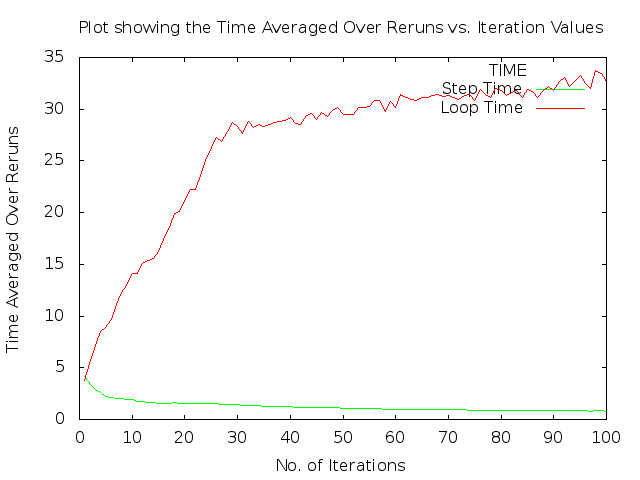 Plot showing the Time Averaged Over Reruns vs. Iteration Values
35
30
25
20
15
10
5
0
Time Averaged Over Reruns
TIME
Step Time
Loop Time
0 10 20 30 40 50 60 70 80 90 100
No. of Iterations